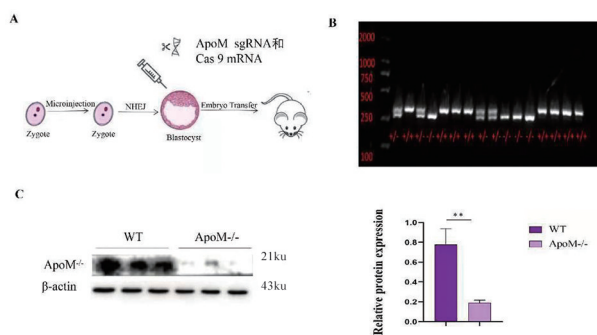 A
ApoM sgRNA和
Cas 9 mRNA
Microinjection
NHEJ
Embryo Transfer
Zygote
Zygote
Blastocyst
B
2000
1000
500
250
100
C
WT
ApoM-/-
ApoM-/-
21ku
β-actin
43ku
Relative protein expression
1.0
0.8
0.6
0.4
0.2
0.0
**
WT
ApoM-/-